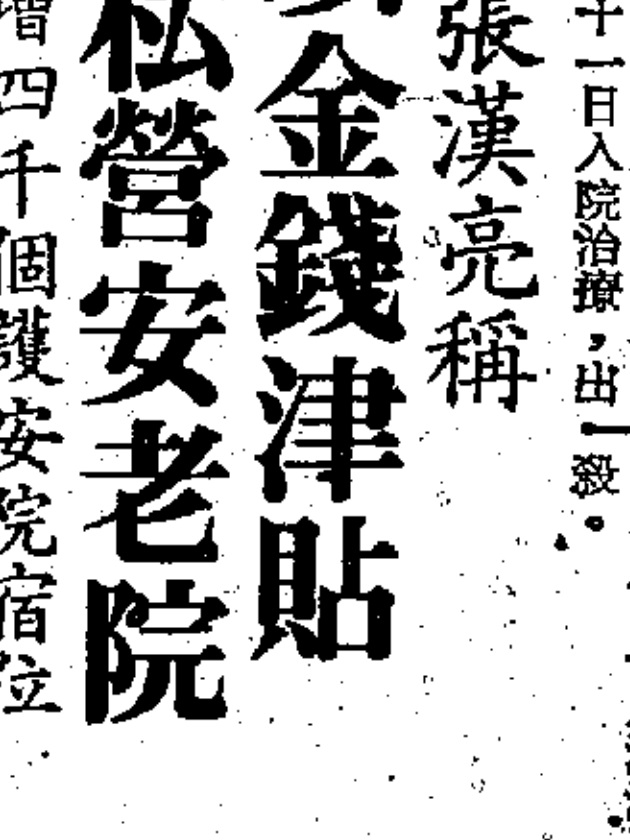 十一日入院治療，出一殺。
張漢亮稱
金錢津貼
私營安老院
增四千個護安院宿位